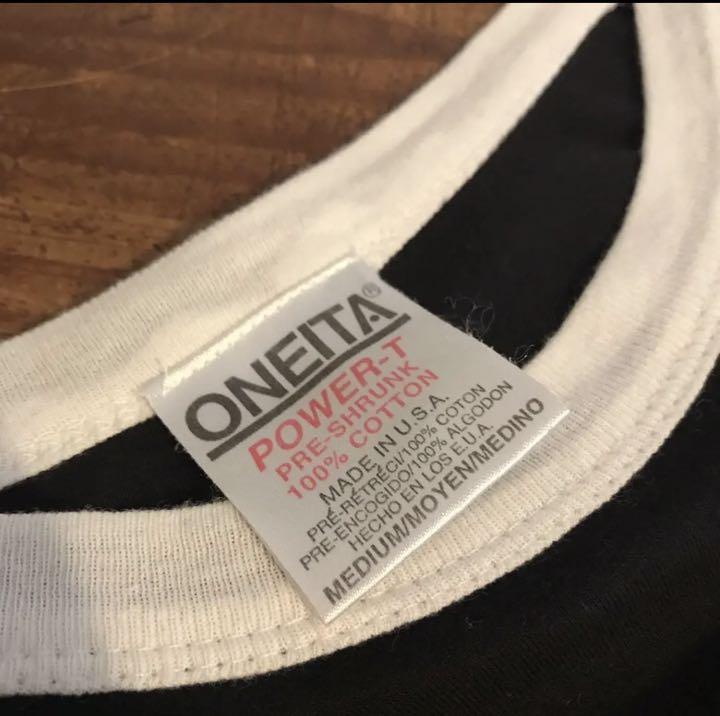 ONEITA®
POWER-T
PRE-SHRUNK
100% COTTON
MADE IN U.S.A.
PRÉ-RÉTRÉCI/100% COTON
PRE-ENCOGIDO/100% ALGODON
HECHO EN LOS E.U.A.
MEDIUM/MOYEN/MEDINO